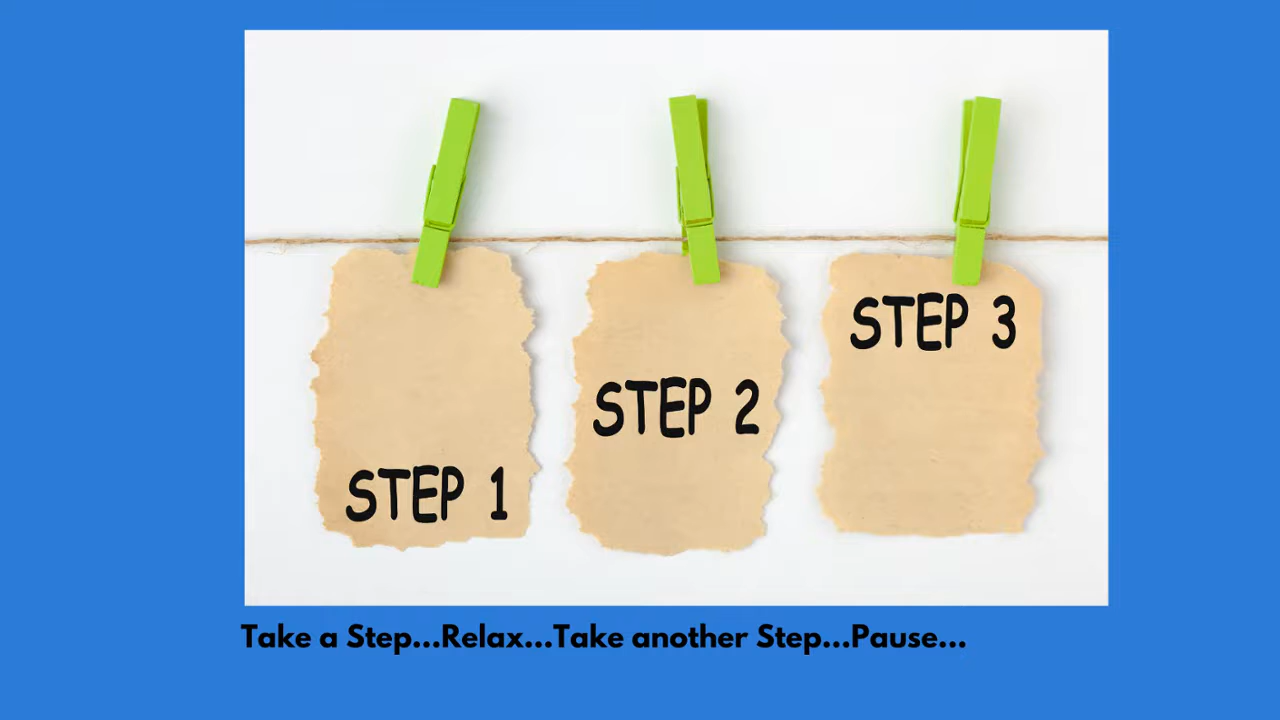 STEP 1
STEP 2
STEP 3
Take a Step...Relax...Take another Step...Pause...